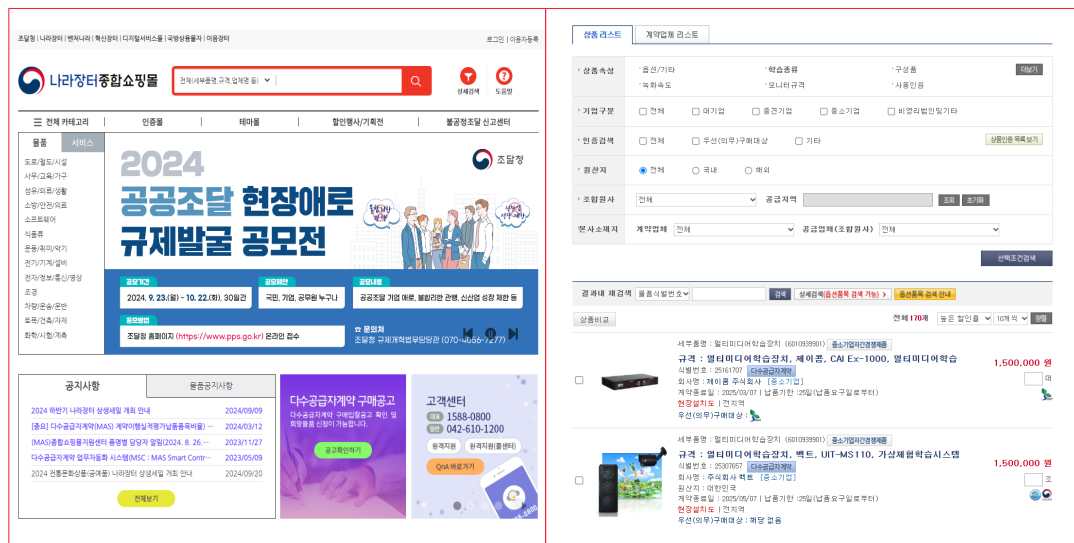 조달청 | 나라장터 | 벤처나라 | 혁신장터 | 디지털서비스몰 | 국방상용물자 | 이음장터
로그인 | 이용자등록
나라장터종합쇼핑몰
전체(세부품명,규격,업체명 등)
상세검색
도움말
전체 카테고리
인증몰
테마몰
할인행사/기획전
불공정조달 신고센터
물품
서비스
도로/철도/시설
사무/교육/가구
섬유/의류/생활
소방/안전/의료
소프트웨어
식품류
운동/취미/악기
전기/기계/설비
전자/정보/통신/영상
조경
차량/운송/운반
토목/건축/자재
화학/시험/계측
조달청
2024
공공조달 현장애로
규제발굴 공모전
공모기간
2024. 9. 23.(월) - 10. 22.(화), 30일간
공모제안
국민, 기업, 공무원 누구나
공모내용
공공조달 기업 애로, 불합리한 관행, 신산업 성장 제한 등
응모방법
조달청 홈페이지 (https://www.pps.go.kr) 온라인 접수
문의처
조달청 규제개혁법무담당관 (070-4056-7277)
공지사항
물품공지사항
2024 하반기 나라장터 상생세일 개최 안내 2024/09/09
[중요] 다수공급자계약(MAS) 계약이행실적평가(납품품목비율) ··· 2024/03/12
(MAS)종합쇼핑몰지원센터 품명별 담당자 알림(2024. 8. 26.··· 2023/11/27
다수공급자계약 업무자동화 시스템(MSC : MAS Smart Contr··· 2023/05/09
2024 전통문화상품(공예품) 나라장터 상생세일 개최 안내 2024/09/20
전체보기
다수공급자계약 구매공고
다수공급자계약 구매입찰공고 확인 및
희망물품 신청이 가능합니다.
공고확인하기
고객센터
대표 1588-0800
일반 042-610-1200
원격지원
원격지원(콜센터)
QnA 바로가기
상품 리스트
계약업체 리스트
상품속성
옵션/기타
학습종류
구성품
더보기
녹화속도
모니터규격
사용인원
기업구분
전체
대기업
중견기업
중소기업
비영리법인및기타
인증검색
전체
우선(의무)구매대상
기타
상품인증 목록 보기
원산지
전체
국내
해외
조합원사
전체
공급지역
조회
초기화
본사소재지
계약업체
전체
공급업체(조합원사)
전체
선택조건검색
결과내 재검색
물품식별번호
검색
상세검색(옵션품목 검색 가능) >
옵션품목 검색 안내
상품비교
전체 178개
높은 할인률
10개씩
정렬
세부품명 : 멀티미디어학습장치 (6010939901) 중소기업자간경쟁제품
규격 : 멀티미디어학습장치, 제이콤, CAI Ex-1000, 멀티미디어학습
식별번호 : 25161707 다수공급자계약
회사명 : 제이콤 주식회사 [중소기업]
계약종료일 : 2025/03/07 | 납품기한 :25일(납품요구일로부터)
현장설치도 | 전지역
우선(의무)구매대상 :
1,500,000 원
대
세부품명 : 멀티미디어학습장치 (6010939901) 중소기업자간경쟁제품
규격 : 멀티미디어학습장치, 벡트, UIT-MS110, 가상체험학습시스템
식별번호 : 25307657 다수공급자계약
회사명 : 주식회사 벡트 [중소기업]
원산지 : 대한민국
계약종료일 : 2025/05/07 | 납품기한 :25일(납품요구일로부터)
현장설치도 | 전지역
우선(의무)구매대상 : 해당 없음
1,500,000 원
조